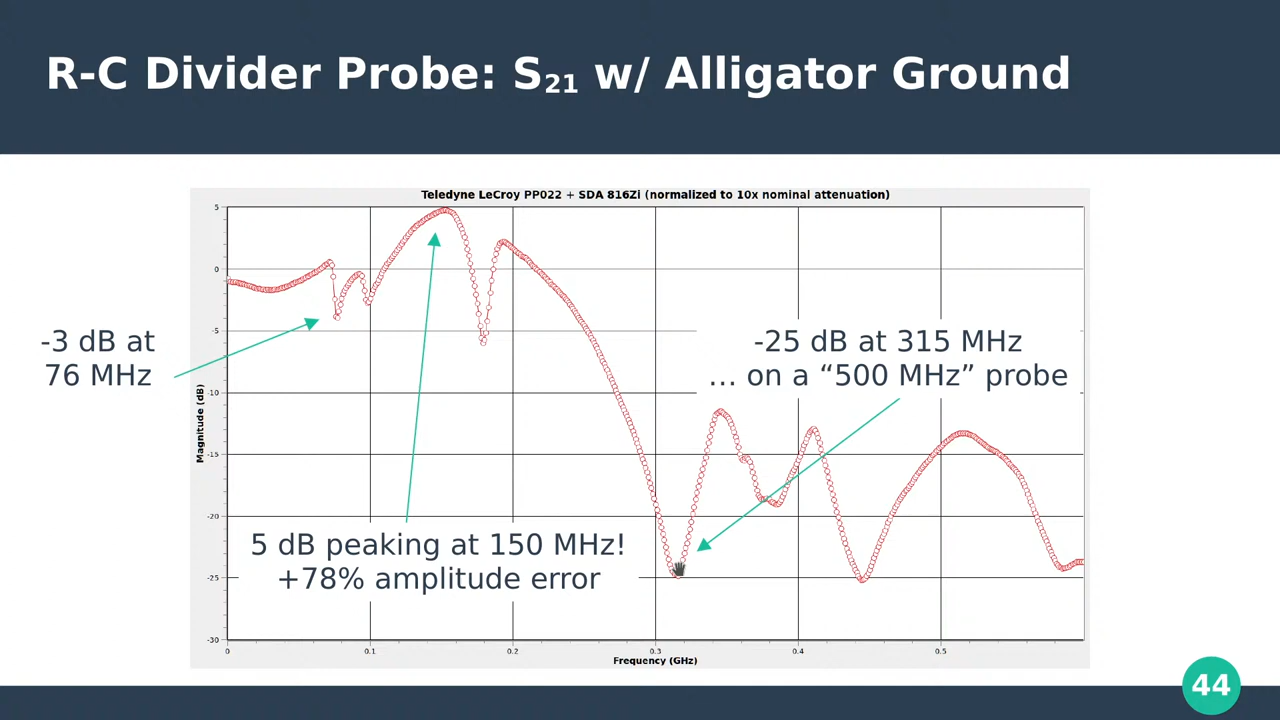 R-C Divider Probe: S₂₁ w/ Alligator Ground
Teledyne LeCroy PP022 + SDA 816Zi (normalized to 10x nominal attenuation)
5
0
-5
-10
-15
-20
-25
-30
Magnitude (dB)
-3 dB at
76 MHz
-25 dB at 315 MHz
... on a “500 MHz” probe
5 dB peaking at 150 MHz!
+78% amplitude error
0
0.1
0.2
0.3
0.4
0.5
Frequency (GHz)
44